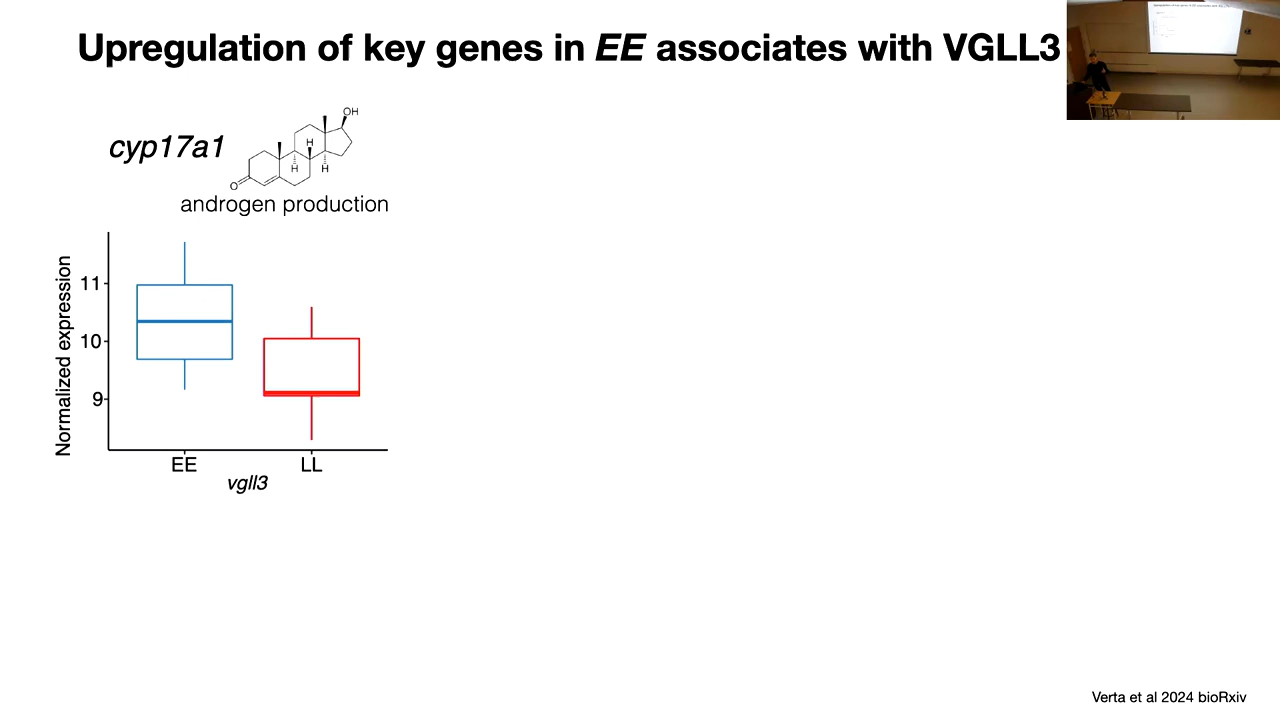 Upregulation of key genes in EE associates with VGLL3
cyp17a1
OH
H
H
H
O
androgen production
Normalized expression
11
10
9
EE
LL
vgll3
Verta et al 2024 bioRxiv